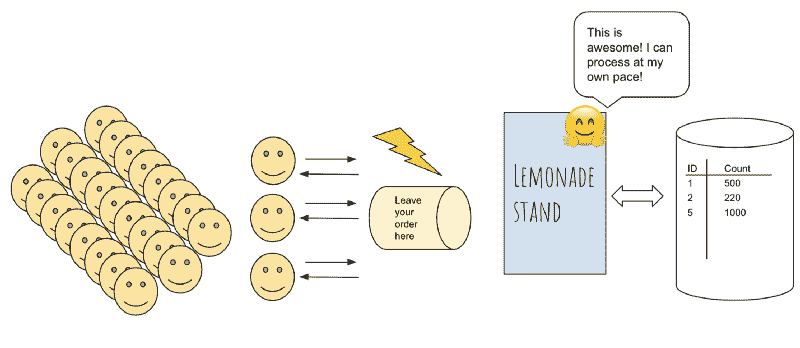 This is
awesome! I can
process at my
own pace!
Leave
your
order
here
LEMONADE
STAND
ID Count
1 500
2 220
5 1000